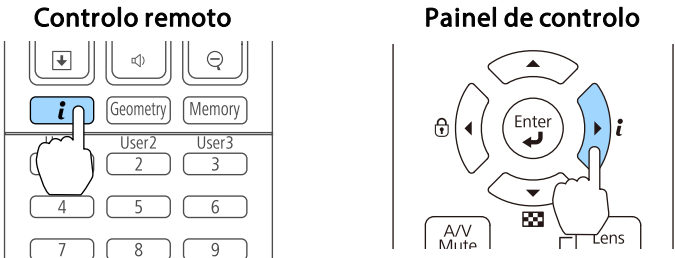 Controlo remoto
Painel de controlo
i
Geometry
Memory
User2
User3
2
3
4
5
6
7
8
9
Enter
i
A/V
Mute
Lens